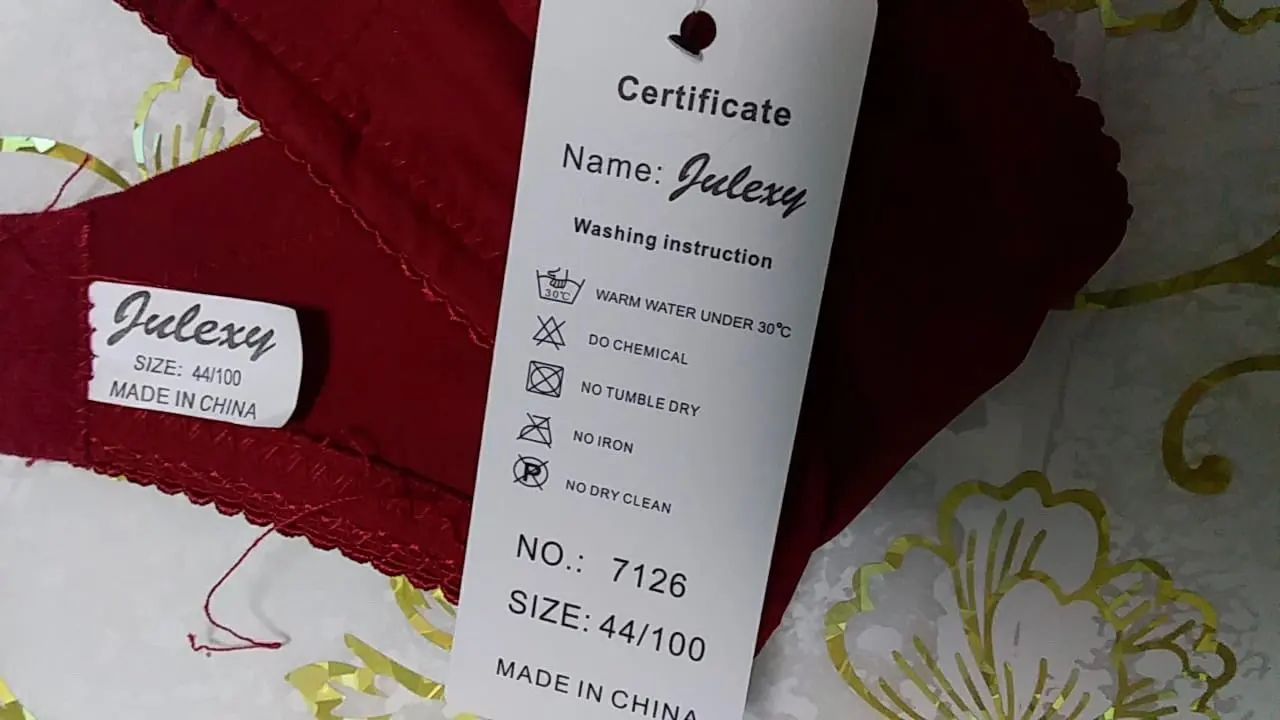 Certificate
Name: Julexy
Washing instruction
30℃ WARM WATER UNDER 30℃
DO CHEMICAL
NO TUMBLE DRY
NO IRON
P NO DRY CLEAN
NO.: 7126
SIZE: 44/100
MADE IN CHINA
Julexy
SIZE: 44/100
MADE IN CHINA